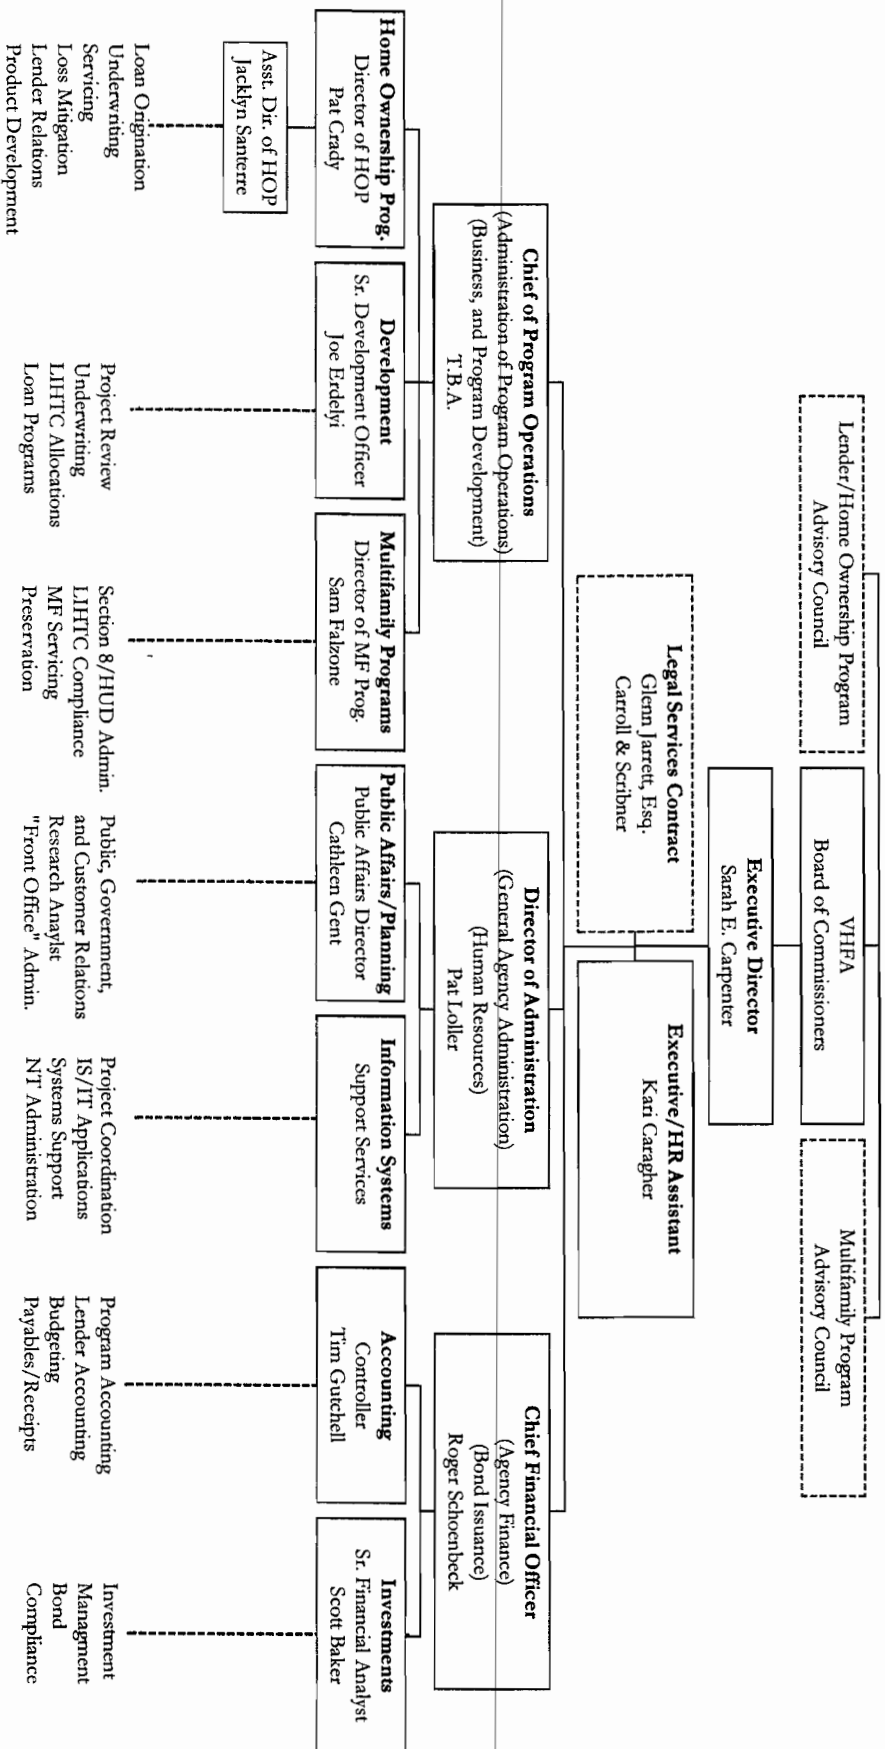 Lender/Home Ownership Program
Advisory Council
VHFA
Board of Commissioners
Multifamily Program
Advisory Council
Executive Director
Sarah E. Carpenter
Legal Services Contract
Glenn Jarrett, Esq.
Carroll & Scribner
Executive/HR Assistant
Kari Caragher
Chief of Program Operations
(Administration of Program Operations)
(Business, and Program Development)
T.B.A.
Director of Administration
(General Agency Administration)
(Human Resources)
Pat Loller
Chief Financial Officer
(Agency Finance)
(Bond Issuance)
Roger Schoenbeck
Home Ownership Prog.
Director of HOP
Pat Crady
Development
Sr. Development Officer
Joe Erdelyi
Multifamily Programs
Director of MF Prog.
Sam Falzone
Public Affairs/Planning
Public Affairs Director
Cathleen Gent
Information Systems
Support Services
Accounting
Controller
Tim Gutchell
Investments
Sr. Financial Analyst
Scott Baker
Asst. Dir. of HOP
Jacklyn Santerre
Loan Origination
Underwriting
Servicing
Loss Mitigation
Lender Relations
Product Development
Project Review
Underwriting
LIHTC Allocations
Loan Programs
Section 8/HUD Admin.
LIHTC Compliance
MF Servicing
Preservation
Public, Government,
and Customer Relations
Research Anaylst
"Front Office" Admin.
Project Coordination
IS/IT Applications
Systems Support
NT Administration
Program Accounting
Lender Accounting
Budgeting
Payables/Receipts
Investment
Managment
Bond
Compliance